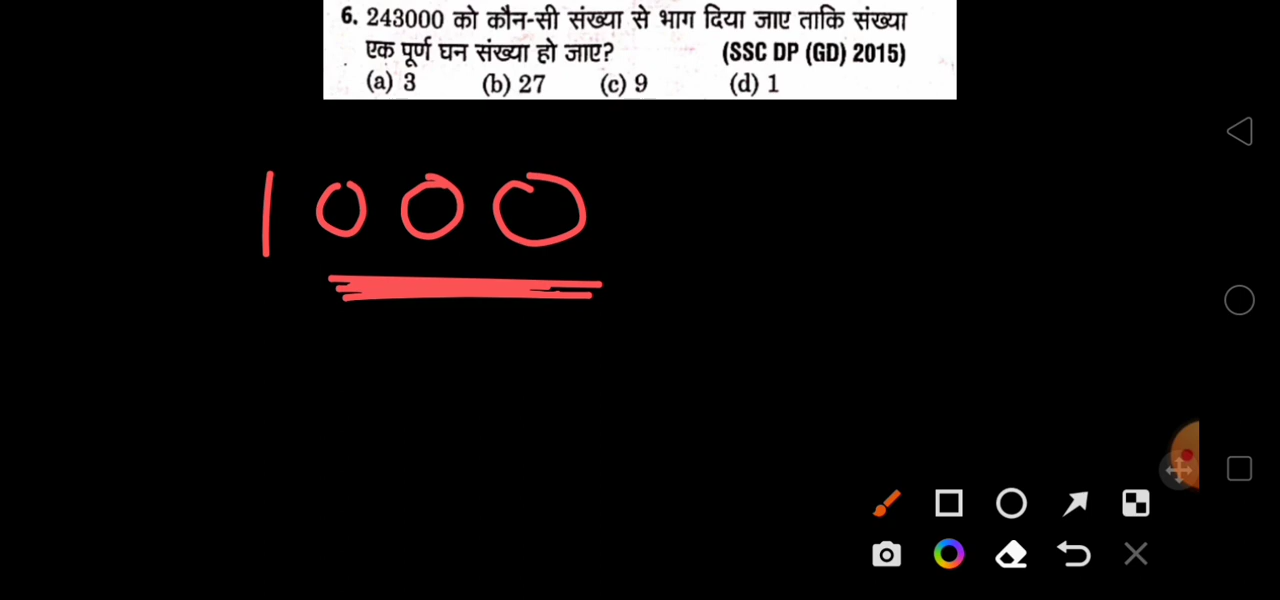 6. 243000 को कौन-सी संख्या से भाग दिया जाए ताकि संख्या
एक पूर्ण घन संख्या हो जाए? (SSC DP (GD) 2015)
(a) 3 (b) 27 (c) 9 (d) 1
1000